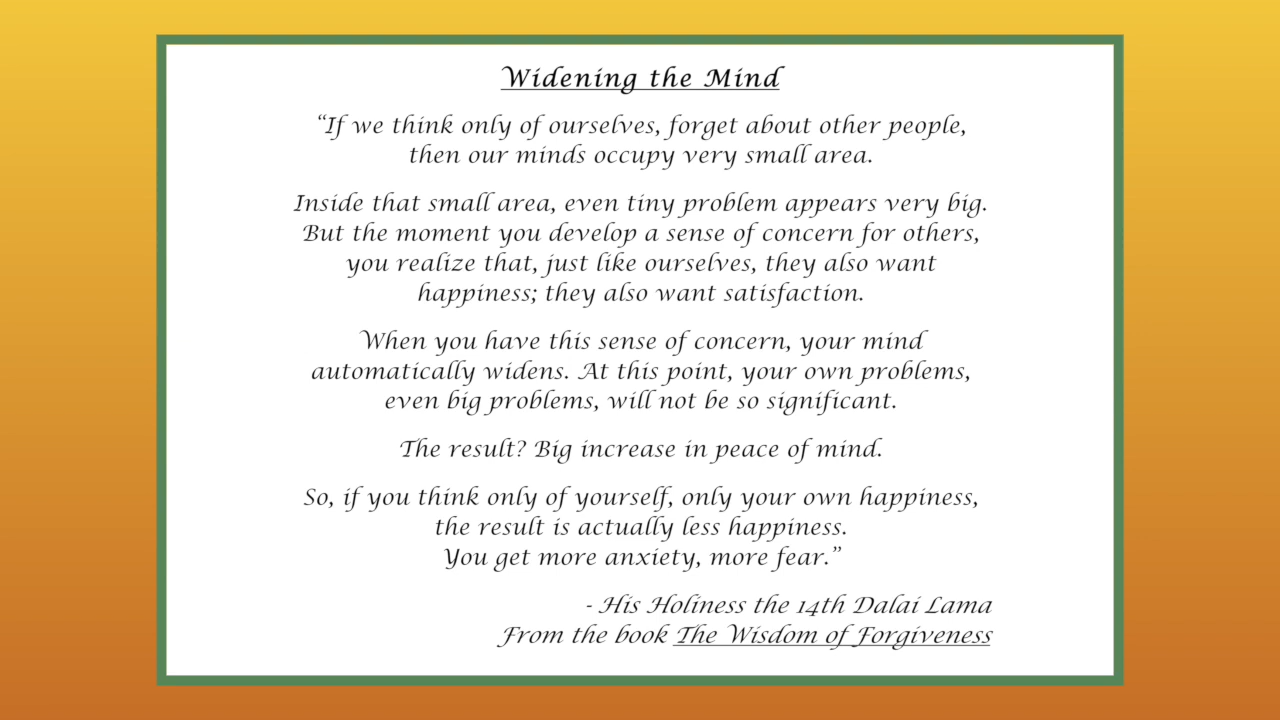 Widening the Mind
“If we think only of ourselves, forget about other people,
then our minds occupy very small area.
Inside that small area, even tiny problem appears very big.
But the moment you develop a sense of concern for others,
you realize that, just like ourselves, they also want
happiness; they also want satisfaction.
When you have this sense of concern, your mind
automatically widens. At this point, your own problems,
even big problems, will not be so significant.
The result? Big increase in peace of mind.
So, if you think only of yourself, only your own happiness,
the result is actually less happiness.
You get more anxiety, more fear.”
- His Holiness the 14th Dalai Lama
From the book The Wisdom of Forgiveness